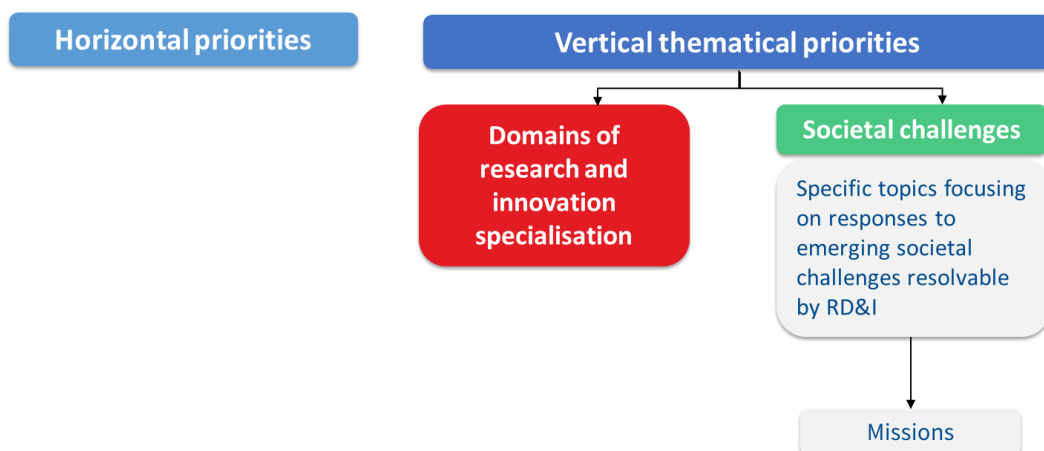 Horizontal priorities
Vertical thematical priorities
Domains of
research and
innovation
specialisation
Societal challenges
Specific topics focusing
on responses to
emerging societal
challenges resolvable
by RD&I
Missions